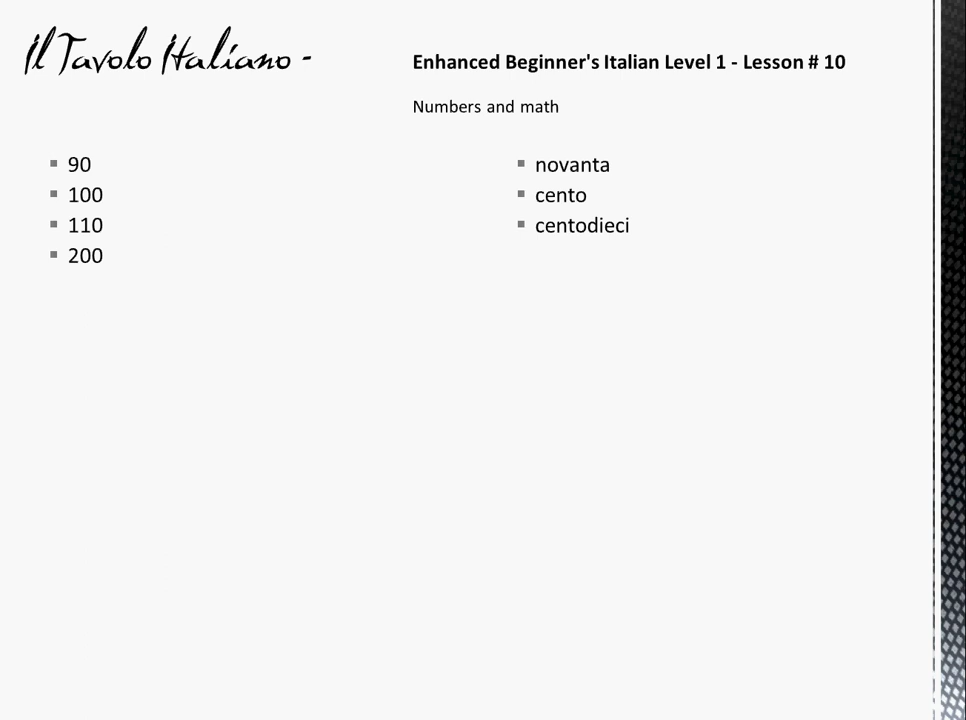 Il Tavolo Italiano -
Enhanced Beginner's Italian Level 1 - Lesson # 10
Numbers and math
90
novanta
100
cento
110
centodieci
200